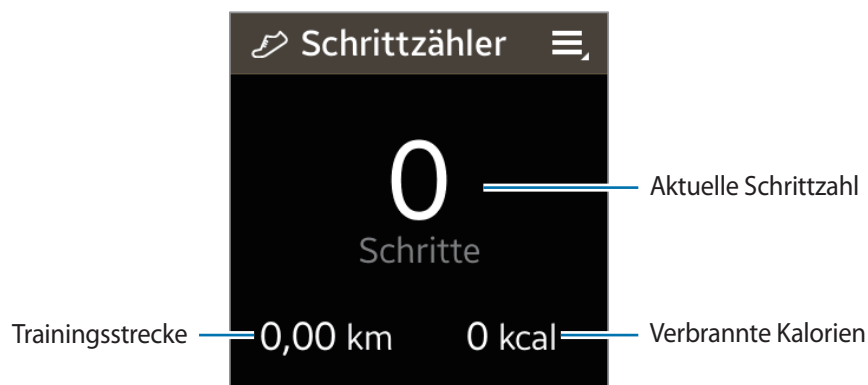 Schrittzähler
0
Aktuelle Schrittzahl
Schritte
Trainingsstrecke
0,00 km
0 kcal
Verbrannte Kalorien